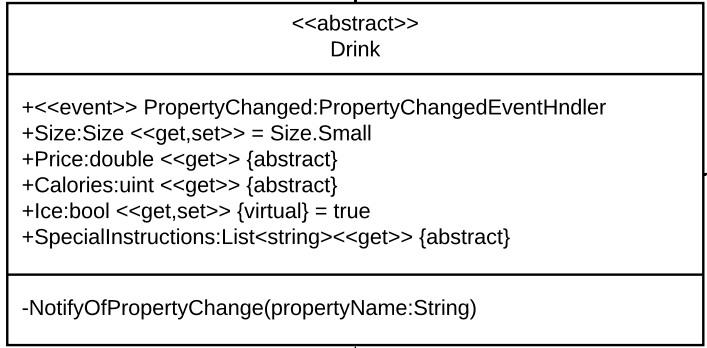 <<abstract>>
Drink
+<<event>> PropertyChanged:PropertyChangedEventHndler
+Size:Size <<get,set>> = Size.Small
+Price:double <<get>> {abstract}
+Calories:uint <<get>> {abstract}
+Ice:bool <<get,set>> {virtual} = true
+SpecialInstructions:List<string><<get>> {abstract}
-NotifyOfPropertyChange(propertyName:String)